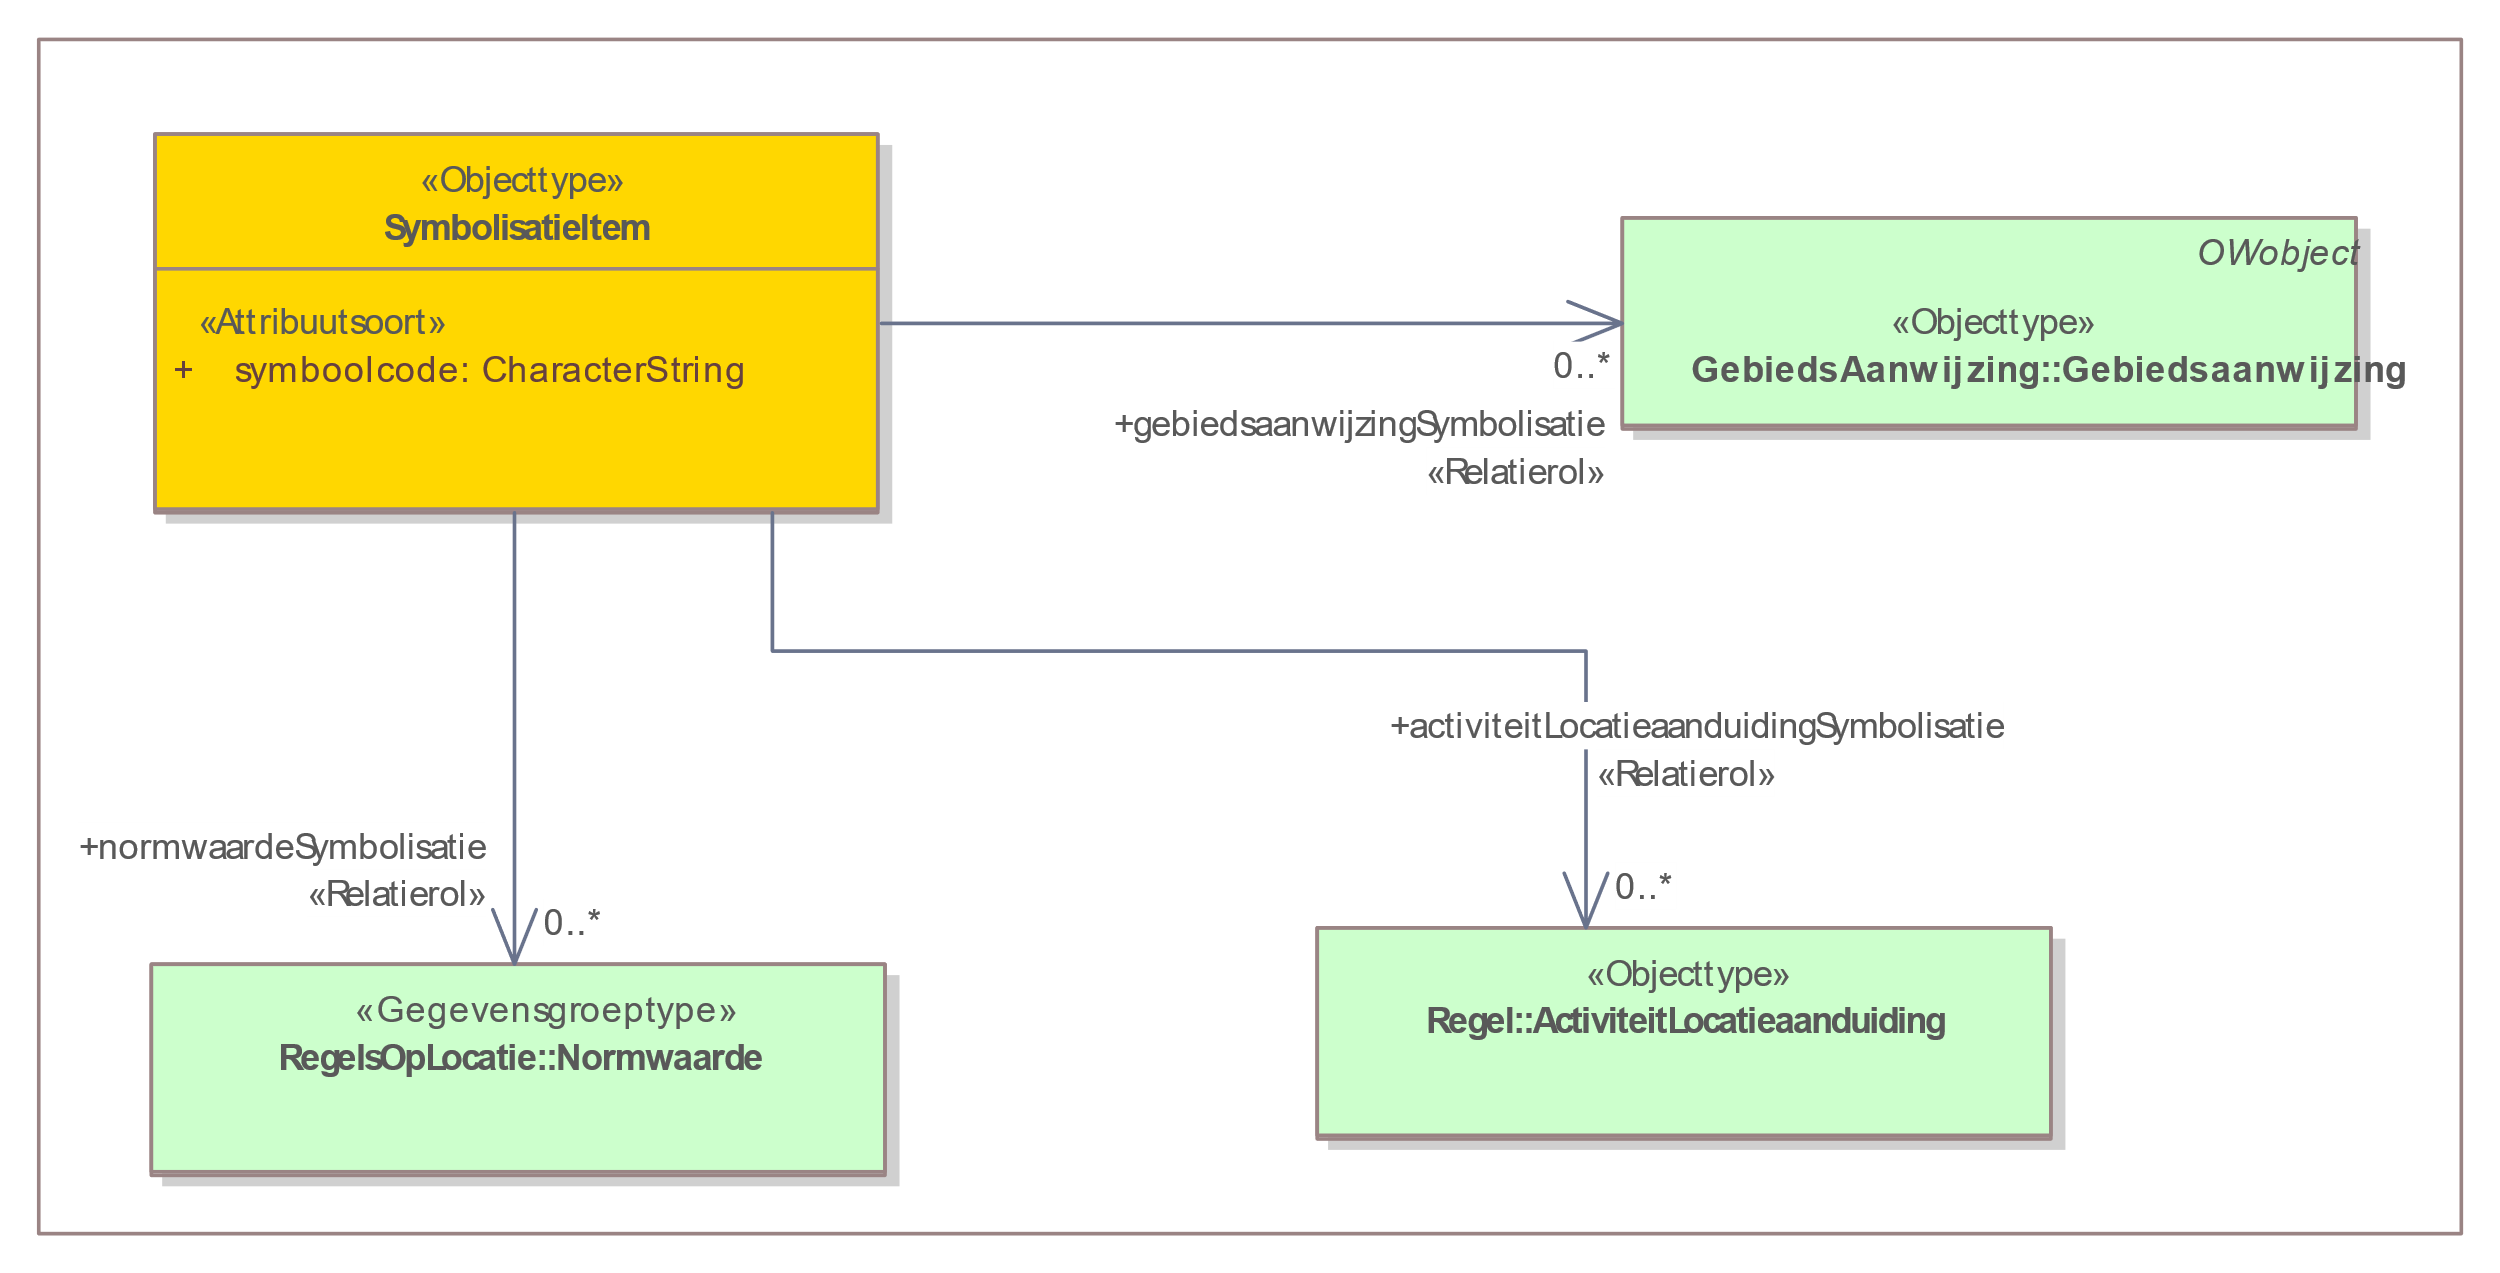 «Objecttype»
SymbolisatieItem
«Attribuutsoort»
+ symboolcode: CharacterString
OWobject
«Objecttype»
GebiedsAanwijzing::Gebiedsaanwijzing
0..*
+gebiedsaanwijzingSymbolisatie
«Relatierol»
+activiteitLocatieaanduidingSymbolisatie
«Relatierol»
0..*
+normwaardeSymbolisatie
«Relatierol»
0..*
«Gegevensgroeptype»
RegelsOpLocatie::Normwaarde
«Objecttype»
Regel::ActiviteitLocatieaanduiding